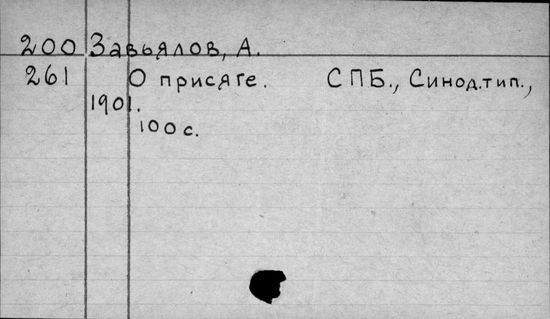 200 Завьялов, А.
261 О присяге. СПБ., Синод.тип.,
1901.
100 с.